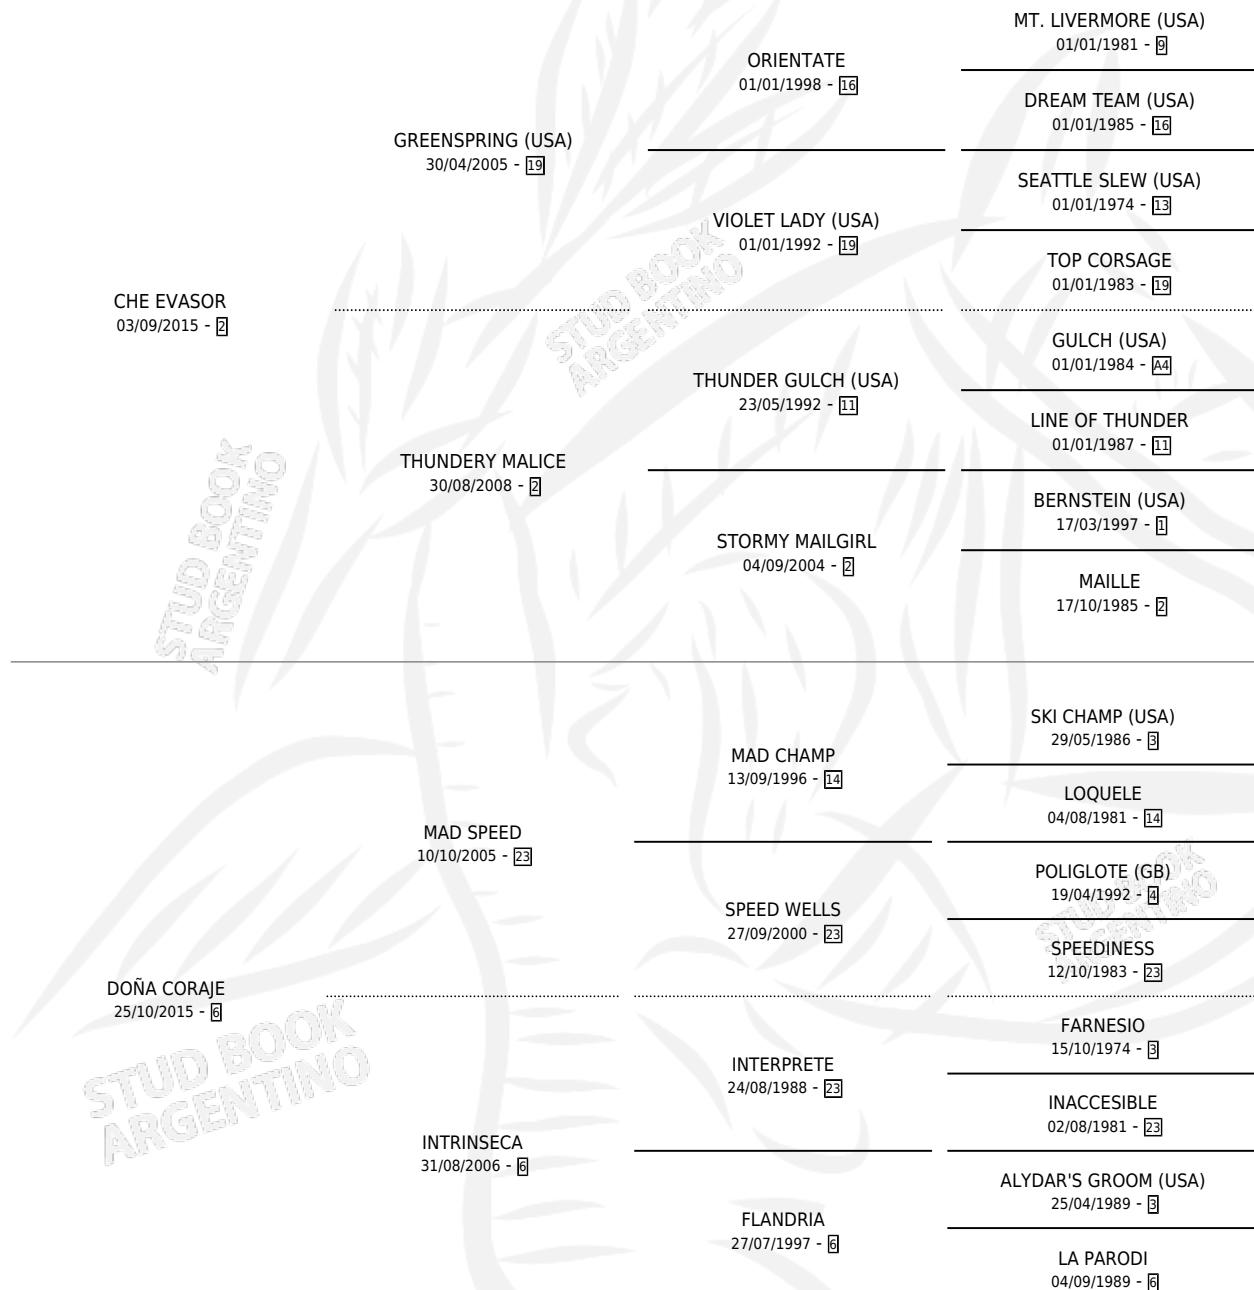 MT. LIVERMORE (USA)
01/01/1981 - 9
ORIENTATE
01/01/1998 - 16
DREAM TEAM (USA)
01/01/1985 - 16
GREENSPRING (USA)
30/04/2005 - 19
SEATTLE SLEW (USA)
01/01/1974 - 13
VIOLET LADY (USA)
01/01/1992 - 19
TOP CORSAGE
01/01/1983 - 19
CHE EVASOR
03/09/2015 - 2
STUD BOOK
ARGENTINO
GULCH (USA)
01/01/1984 - A4
THUNDER GULCH (USA)
23/05/1992 - 11
LINE OF THUNDER
01/01/1987 - 11
THUNDERY MALICE
30/08/2008 - 2
BERNSTEIN (USA)
17/03/1997 - 1
STORMY MAILGIRL
04/09/2004 - 2
MAILLE
17/10/1985 - 2
STUD BOOK
ARGENTINO
SKI CHAMP (USA)
29/05/1986 - 3
MAD CHAMP
13/09/1996 - 14
LOQUELE
04/08/1981 - 14
MAD SPEED
10/10/2005 - 23
POLIGLOTE (GB)
19/04/1992 - 4
SPEED WELLS
27/09/2000 - 23
STUD BOOK
ARGENTINO
SPEEDINESS
12/10/1983 - 23
DOÑA CORAJE
25/10/2015 - 6
STUD BOOK
ARGENTINO
FARNESIO
15/10/1974 - 3
INTERPRETE
24/08/1988 - 23
INACCESIBLE
02/08/1981 - 23
INTRINSECA
31/08/2006 - 6
ALYDAR'S GROOM (USA)
25/04/1989 - 3
FLANDRIA
27/07/1997 - 6
LA PARODI
04/09/1989 - 6